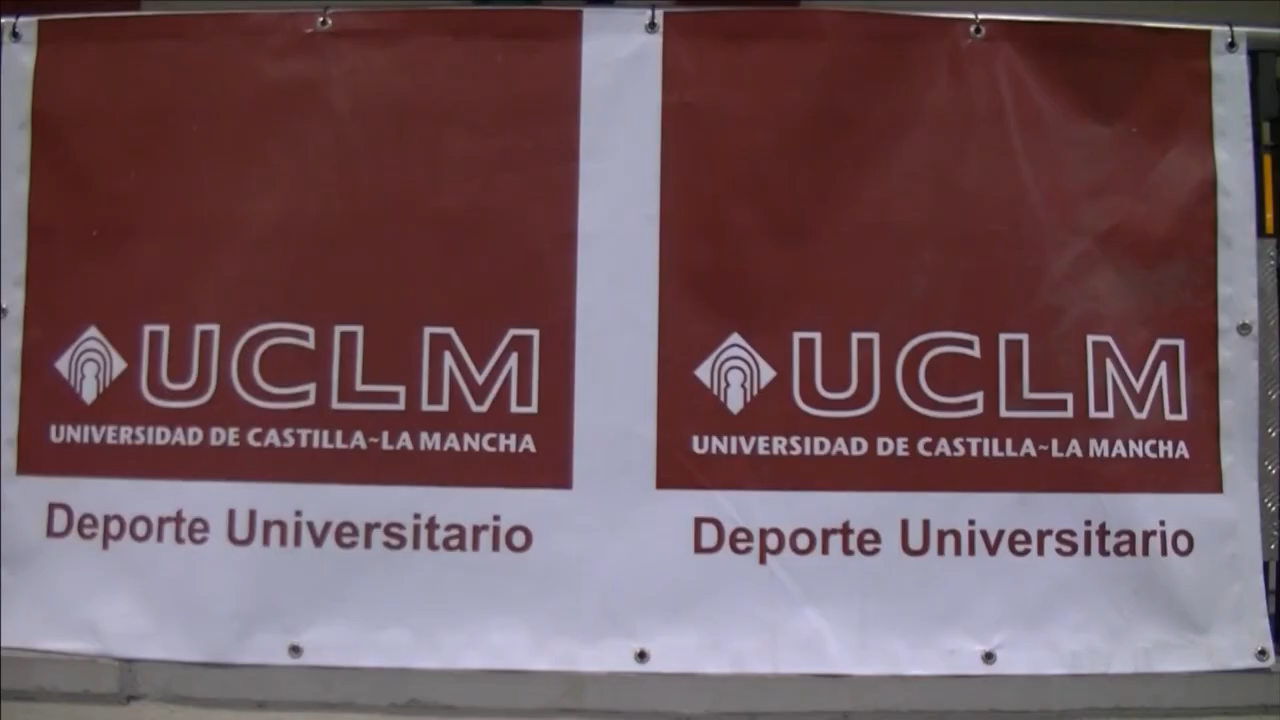 UCLM
UNIVERSIDAD DE CASTILLA~LA MANCHA
Deporte Universitario
UCLM
UNIVERSIDAD DE CASTILLA~LA MANCHA
Deporte Universitario